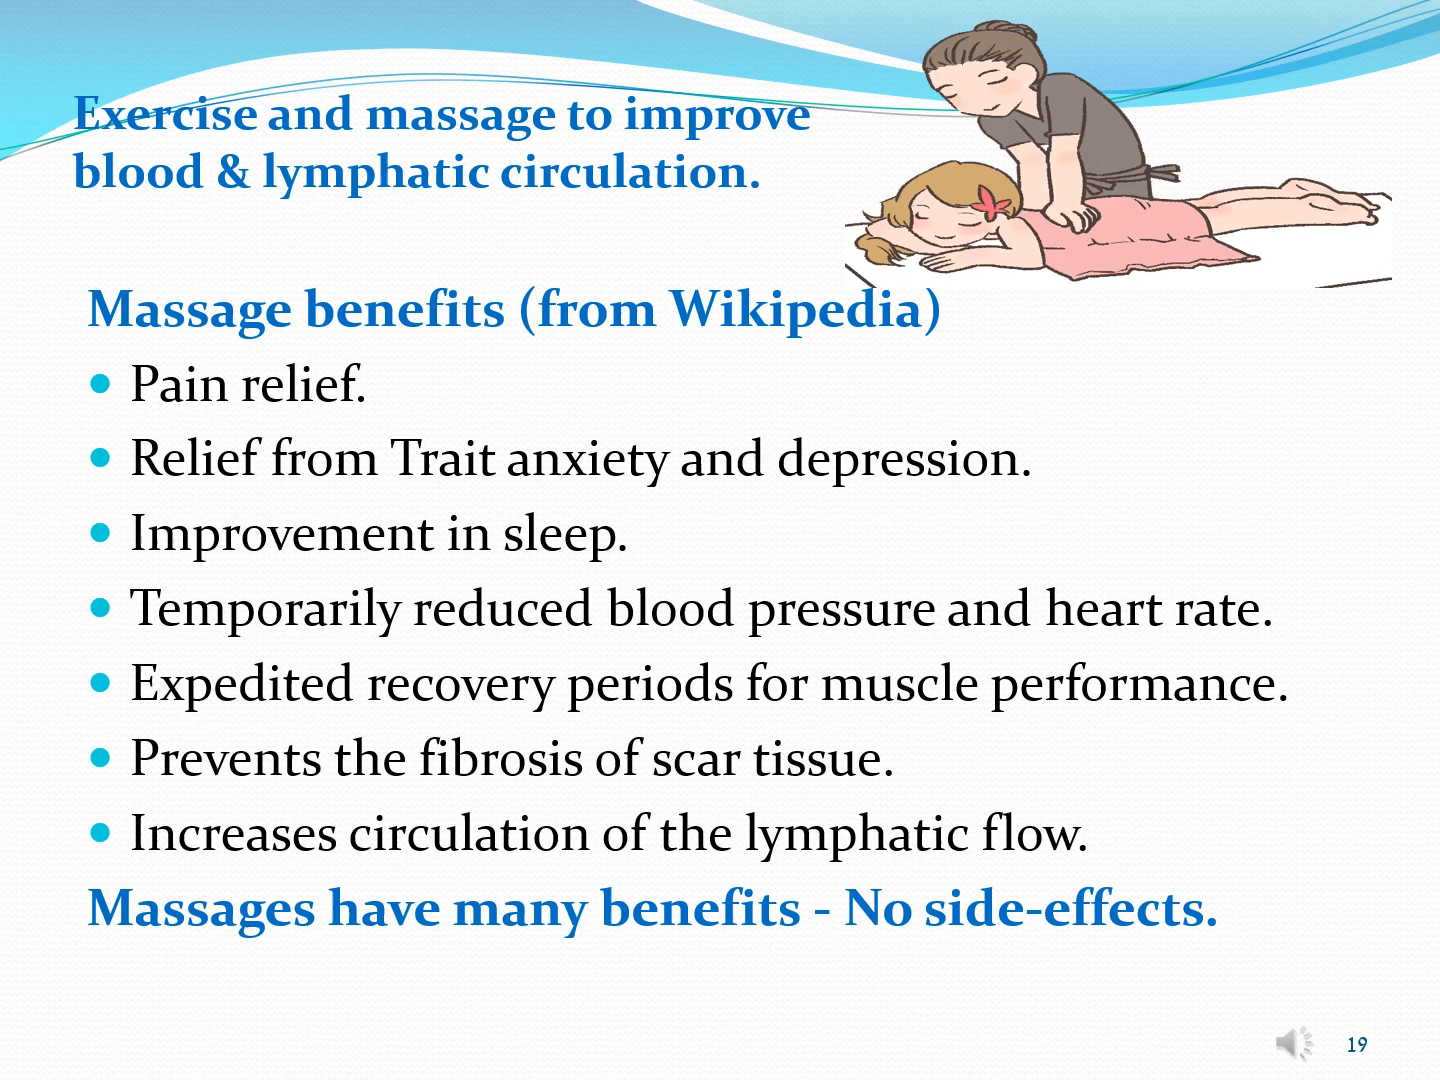 Exercise and massage to improve
blood & lymphatic circulation.
Massage benefits (from Wikipedia)
• Pain relief.
• Relief from Trait anxiety and depression.
• Improvement in sleep.
• Temporarily reduced blood pressure and heart rate.
• Expedited recovery periods for muscle performance.
• Prevents the fibrosis of scar tissue.
• Increases circulation of the lymphatic flow.
Massages have many benefits - No side-effects.
19